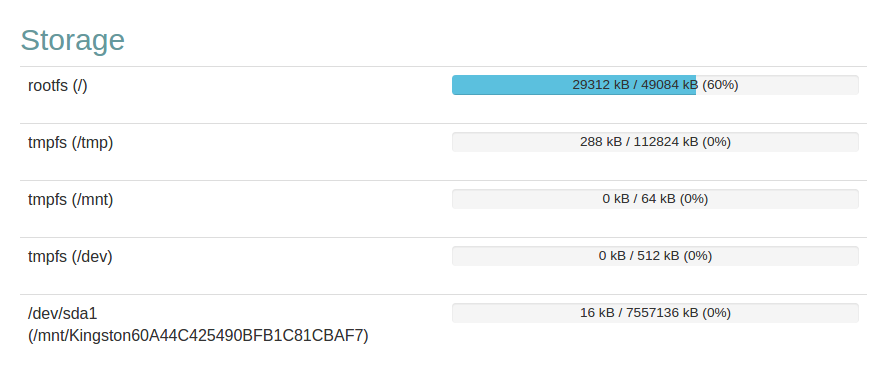 Storage
rootfs (/)
29312 kB / 49084 kB (60%)
tmpfs (/tmp)
288 kB / 112824 kB (0%)
tmpfs (/mnt)
0 kB / 64 kB (0%)
tmpfs (/dev)
0 kB / 512 kB (0%)
/dev/sda1
(/mnt/Kingston60A44C425490BFB1C81CBAF7)
16 kB / 7557136 kB (0%)